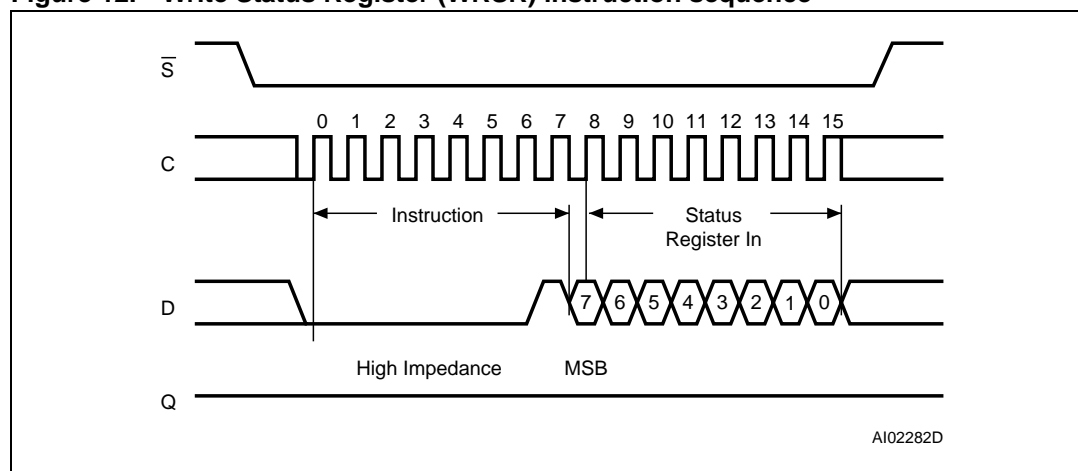 Figure 12. Write Status Register (WRSR) instruction sequence
S
0 1 2 3 4 5 6 7 8 9 10 11 12 13 14 15
C
Instruction
Status
Register In
D
7 6 5 4 3 2 1 0
High Impedance
MSB
Q
AI02282D